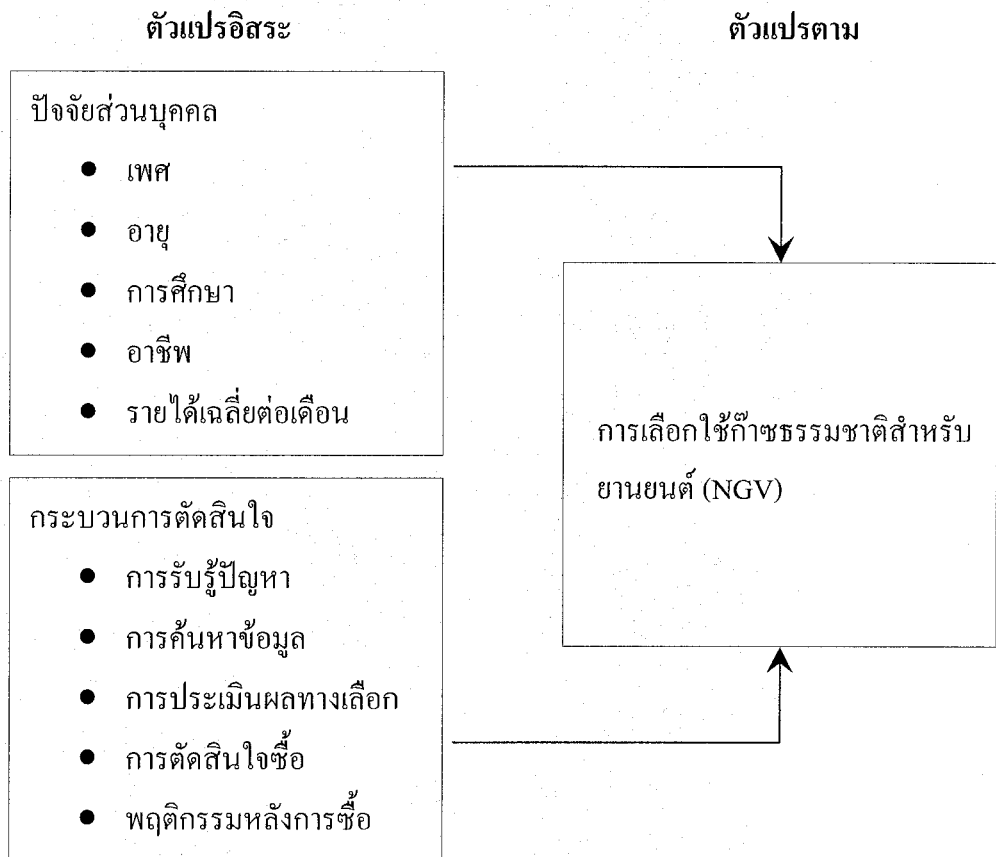 ตัวแปรอิสระ
ตัวแปรตาม
ปัจจัยส่วนบุคคล
● เพศ
● อายุ
● การศึกษา
● อาชีพ
● รายได้เฉลี่ยต่อเดือน
กระบวนการตัดสินใจ
● การรับรู้ปัญหา
● การค้นหาข้อมูล
● การประเมินผลทางเลือก
● การตัดสินใจซื้อ
● พฤติกรรมหลังการซื้อ
การเลือกใช้ก๊าซธรรมชาติสำหรับ
ยานยนต์ (NGV)